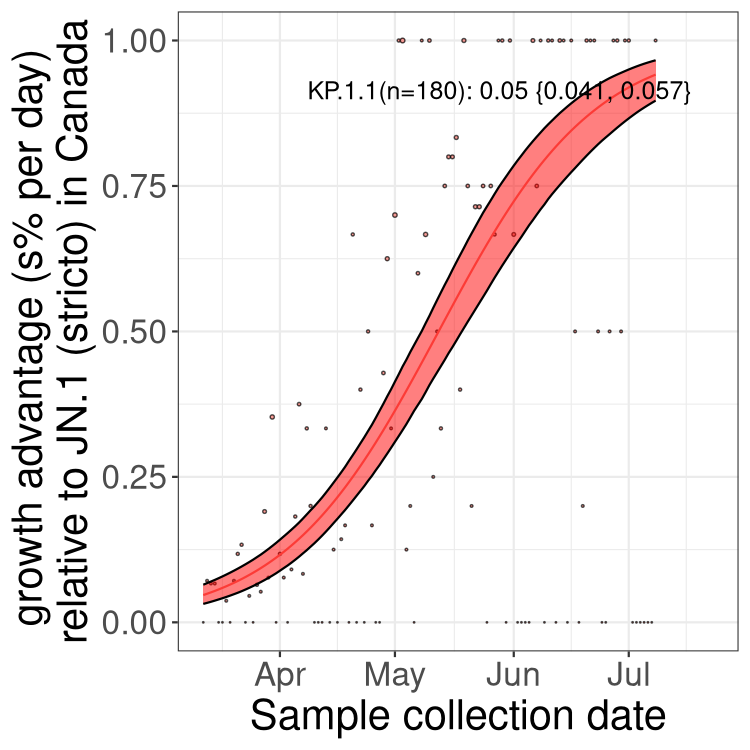 growth advantage (s% per day)
relative to JN.1 (stricto) in Canada
1.00
0.75
0.50
0.25
0.00
KP.1.1(n=180): 0.05 {0.041, 0.057}
Apr May Jun Jul
Sample collection date